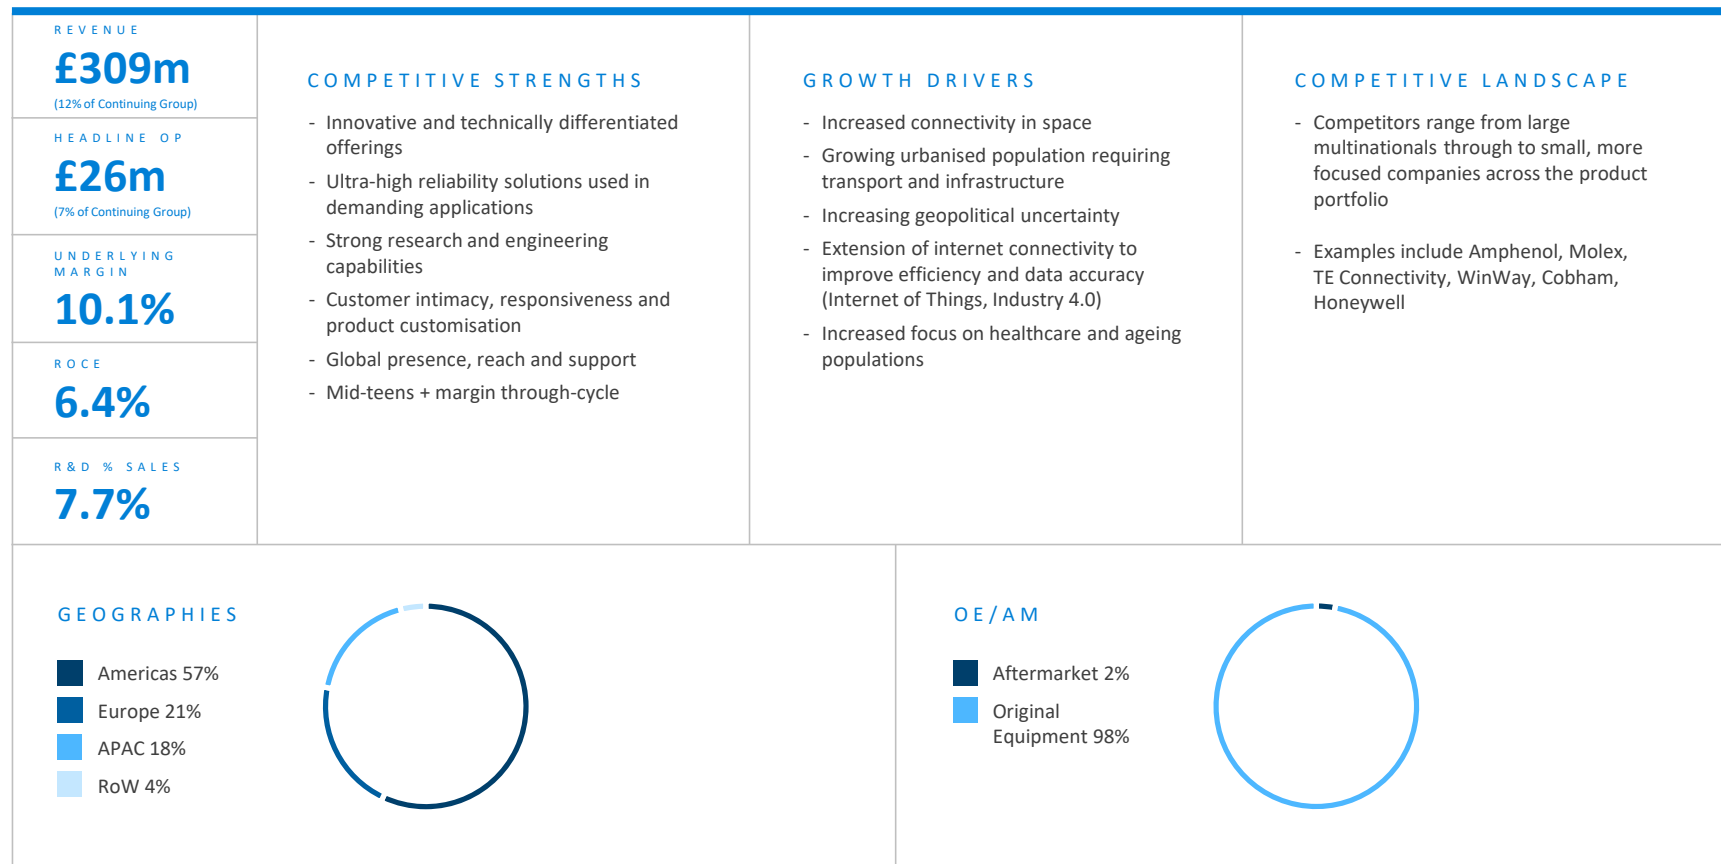 REVENUE
£309m
(12% of Continuing Group)
HEADLINE OP
£26m
(7% of Continuing Group)
UNDERLYING
MARGIN
10.1%
ROCE
6.4%
R&D % SALES
7.7%
COMPETITIVE STRENGTHS
- Innovative and technically differentiated
offerings
- Ultra-high reliability solutions used in
demanding applications
- Strong research and engineering
capabilities
- Customer intimacy, responsiveness and
product customisation
- Global presence, reach and support
- Mid-teens + margin through-cycle
GROWTH DRIVERS
- Increased connectivity in space
- Growing urbanised population requiring
transport and infrastructure
- Increasing geopolitical uncertainty
- Extension of internet connectivity to
improve efficiency and data accuracy
(Internet of Things, Industry 4.0)
- Increased focus on healthcare and ageing
populations
COMPETITIVE LANDSCAPE
- Competitors range from large
multinationals through to small, more
focused companies across the product
portfolio
- Examples include Amphenol, Molex,
TE Connectivity, WinWay, Cobham,
Honeywell
GEOGRAPHIES
Americas 57%
Europe 21%
APAC 18%
RoW 4%
OE/AM
Aftermarket 2%
Original
Equipment 98%